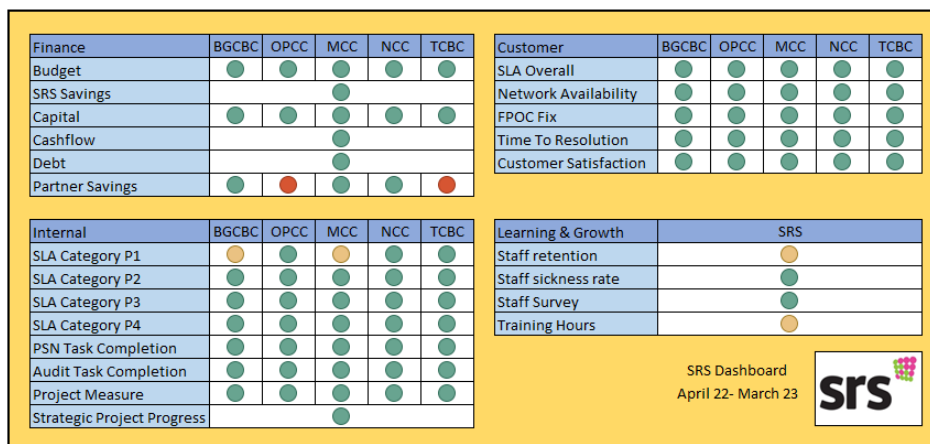 Finance BGCBC OPCC MCC NCC TCBC
Budget
SRS Savings
Capital
Cashflow
Debt
Partner Savings
Customer BGCBC OPCC MCC NCC TCBC
SLA Overall
Network Availability
FPOC Fix
Time To Resolution
Customer Satisfaction
Internal BGCBC OPCC MCC NCC TCBC
SLA Category P1
SLA Category P2
SLA Category P3
SLA Category P4
PSN Task Completion
Audit Task Completion
Project Measure
Strategic Project Progress
Learning & Growth SRS
Staff retention
Staff sickness rate
Staff Survey
Training Hours
SRS Dashboard
April 22- March 23
srs